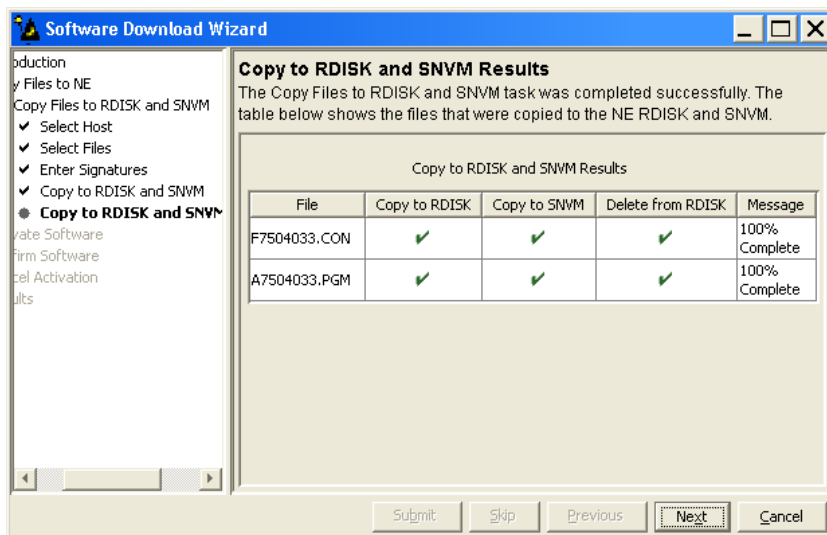 Software Download Wizard
oduction
y Files to NE
Copy Files to RDISK and SNVM
Select Host
Select Files
Enter Signatures
Copy to RDISK and SNVM
Copy to RDISK and SNVM
vate Software
firm Software
cel Activation
ults
Copy to RDISK and SNVM Results
The Copy Files to RDISK and SNVM task was completed successfully. The
table below shows the files that were copied to the NE RDISK and SNVM.
Copy to RDISK and SNVM Results
File Copy to RDISK Copy to SNVM Delete from RDISK Message
F7504033.CON 100%
Complete
A7504033.PGM 100%
Complete
Submit Skip Previous Next Cancel